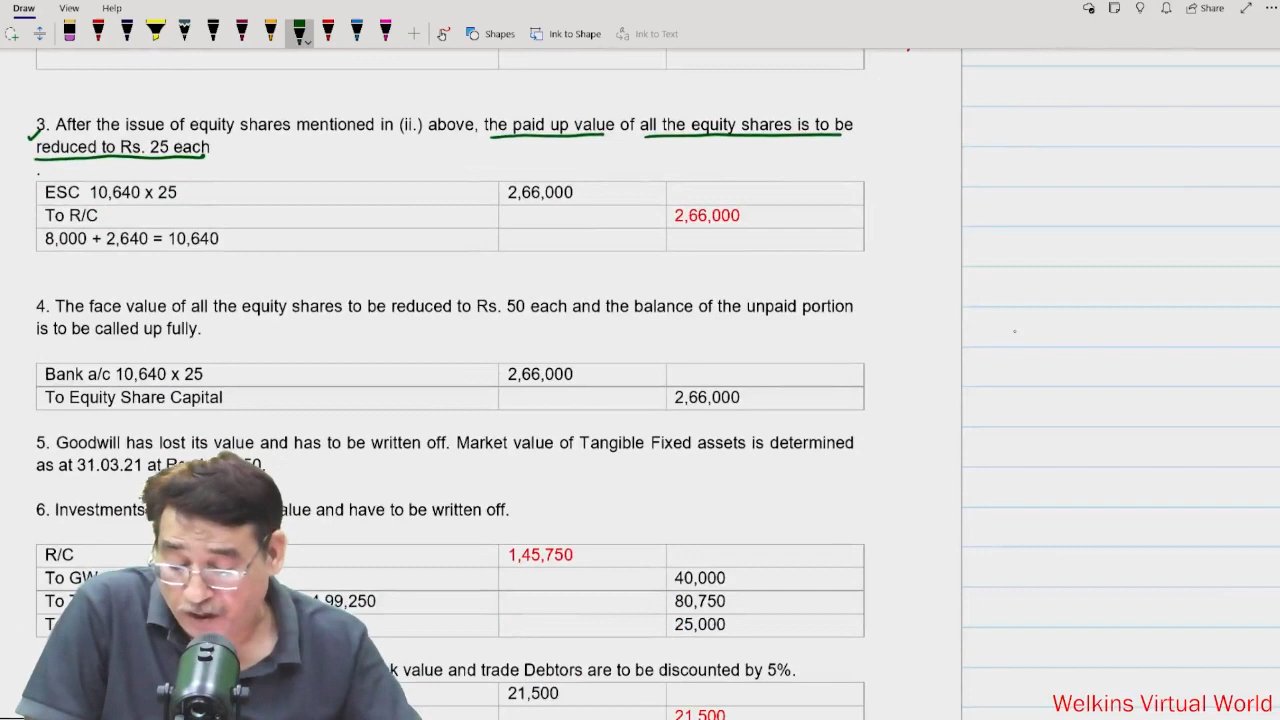 Draw View Help
Shapes Ink to Shape Ink to Text Share
3. After the issue of equity shares mentioned in (ii.) above, the paid up value of all the equity shares is to be
reduced to Rs. 25 each
.
ESC 10,640 x 25 2,66,000
To R/C 2,66,000
8,000 + 2,640 = 10,640
4. The face value of all the equity shares to be reduced to Rs. 50 each and the balance of the unpaid portion
is to be called up fully.
Bank a/c 10,640 x 25 2,66,000
To Equity Share Capital 2,66,000
5. Goodwill has lost its value and has to be written off. Market value of Tangible Fixed assets is determined
as at 31.03.21 at
6. Investments and have to be written off.
R/C 1,45,750
To GW 40,000
To 80,750
25,000
value and trade Debtors are to be discounted by 5%.
21,500
21,500
Welkins Virtual World